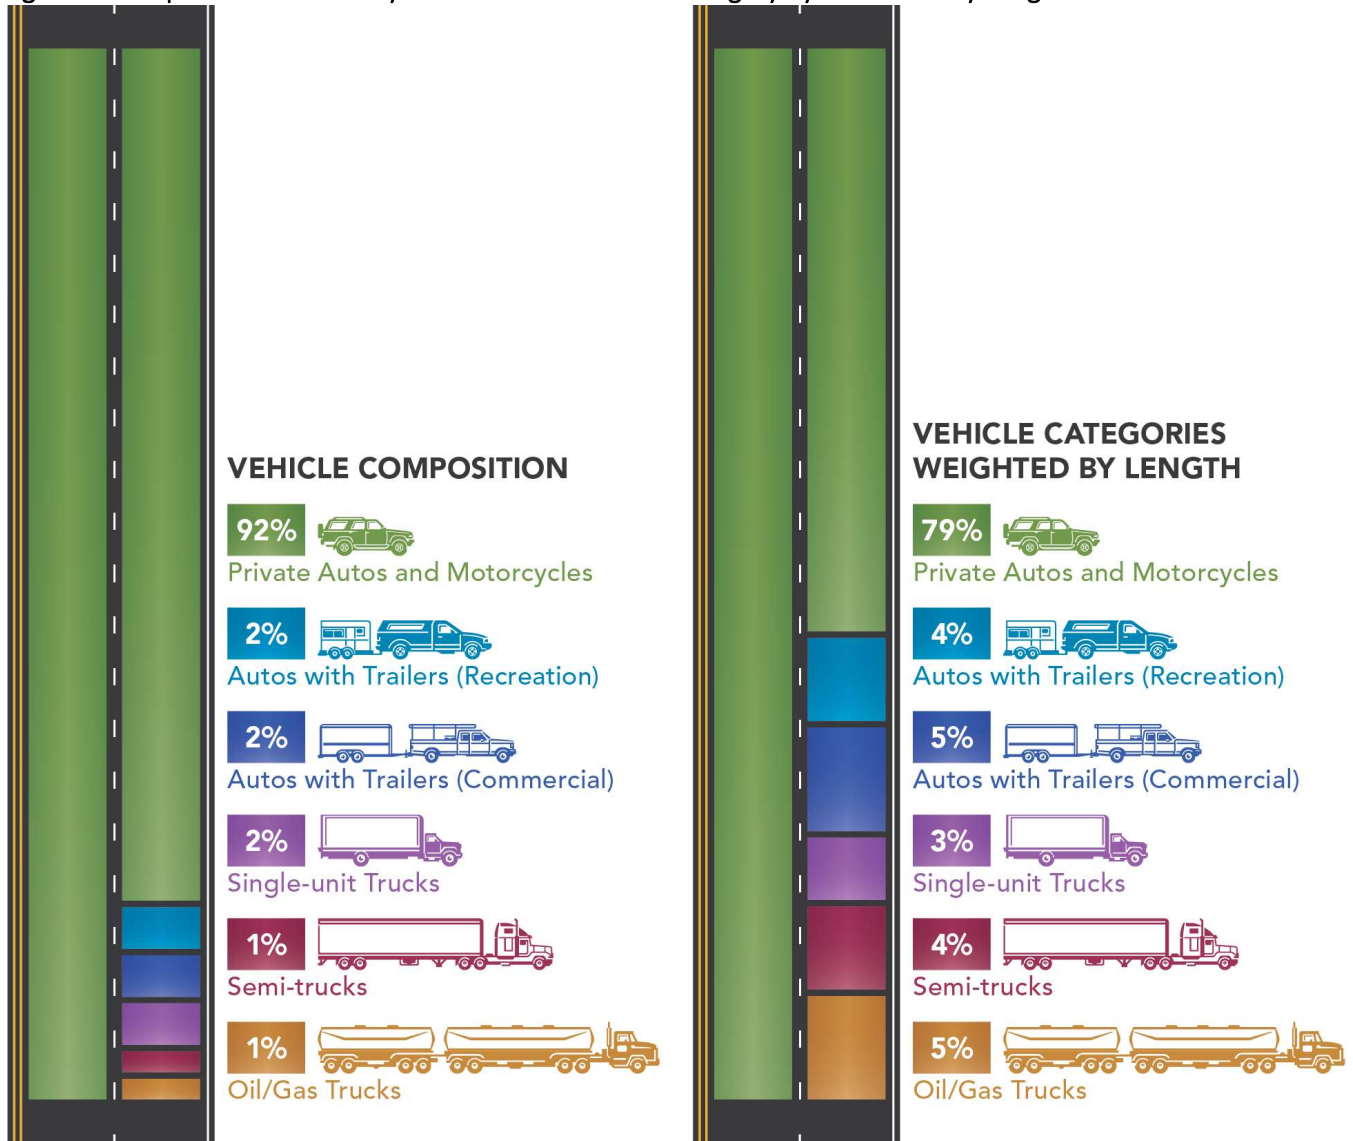 VEHICLE COMPOSITION
92%
Private Autos and Motorcycles
2%
Autos with Trailers (Recreation)
2%
Autos with Trailers (Commercial)
2%
Single-unit Trucks
1%
Semi-trucks
1%
Oil/Gas Trucks
VEHICLE CATEGORIES
WEIGHTED BY LENGTH
79%
Private Autos and Motorcycles
4%
Autos with Trailers (Recreation)
5%
Autos with Trailers (Commercial)
3%
Single-unit Trucks
4%
Semi-trucks
5%
Oil/Gas Trucks